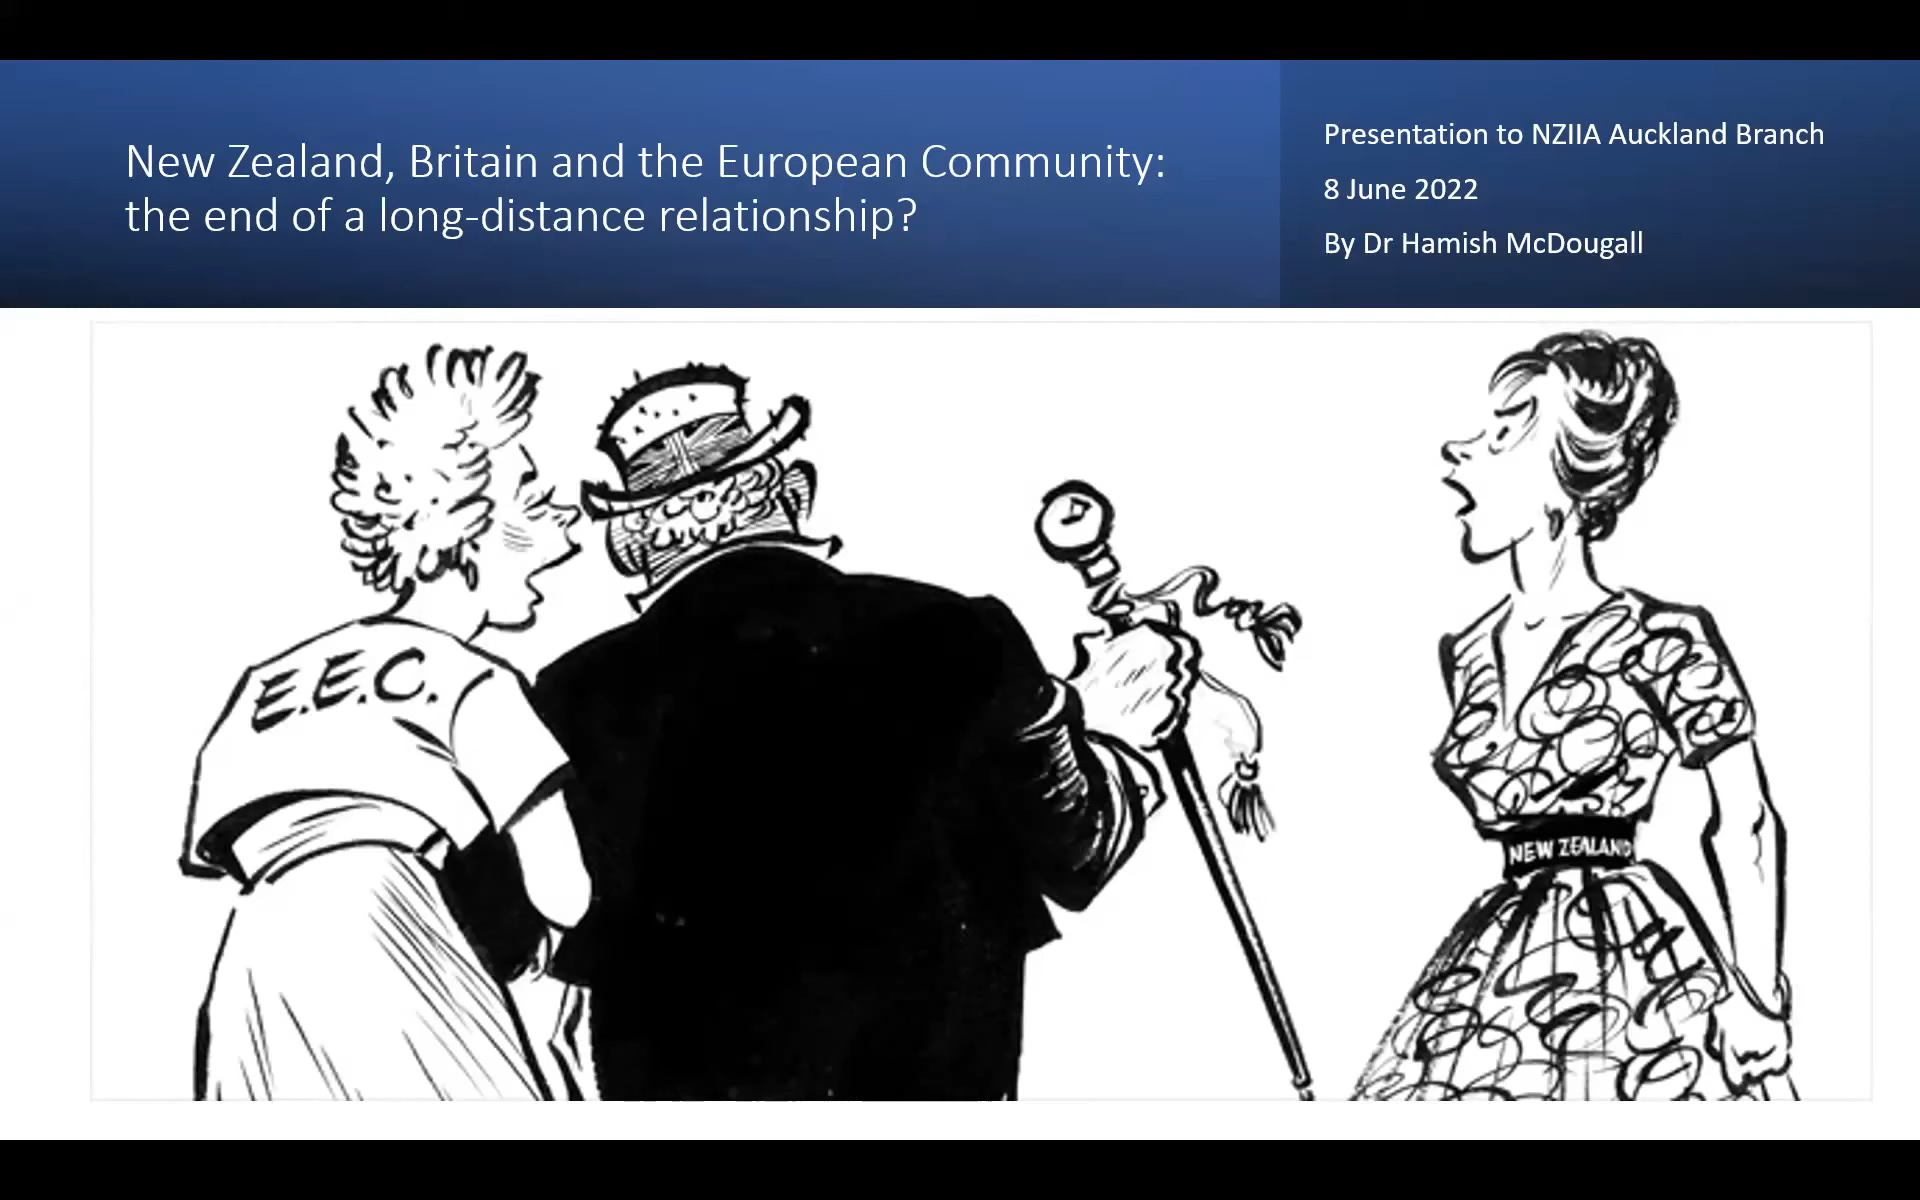 New Zealand, Britain and the European Community:
the end of a long-distance relationship?
Presentation to NZIIA Auckland Branch
8 June 2022
By Dr Hamish McDougall
E.E.C.
NEW ZEALAND